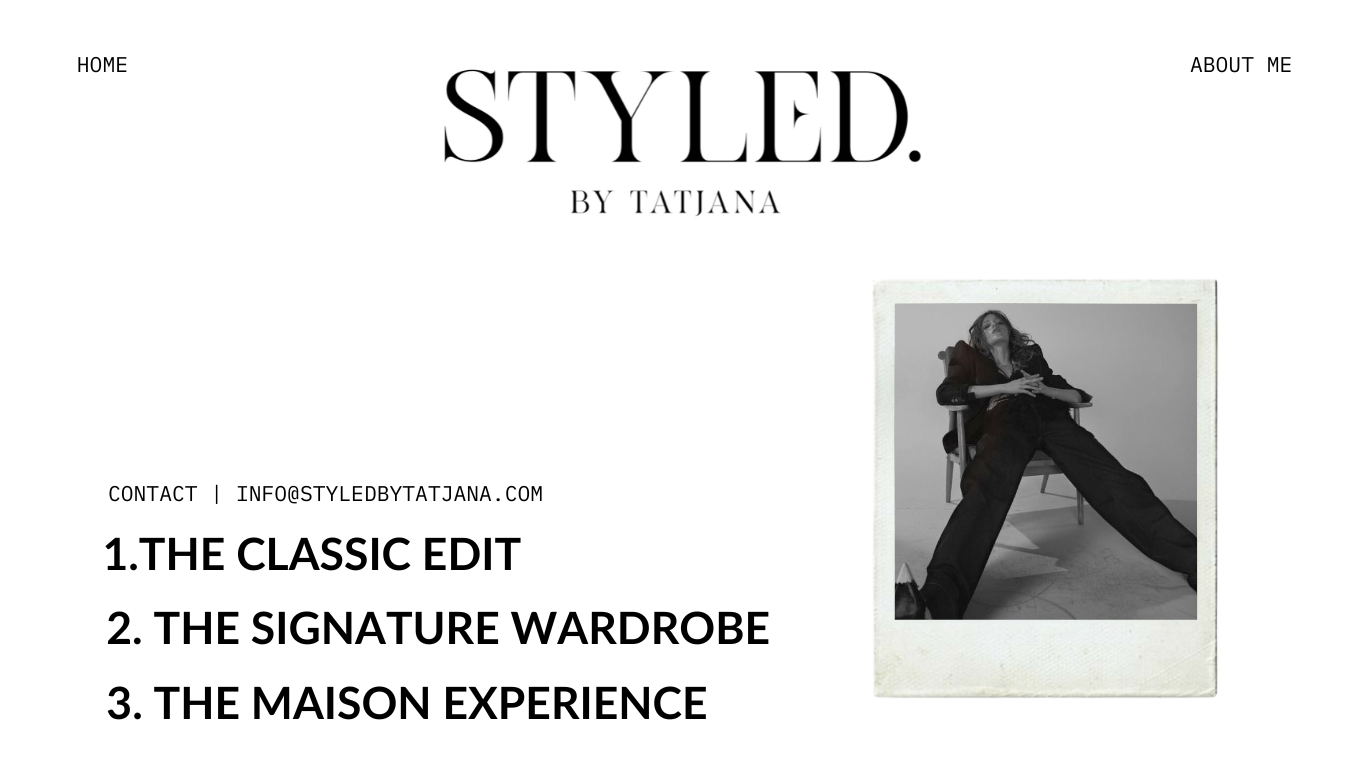 HOME
ABOUT ME
STYLED.
BY TATJANA
CONTACT | INFO@STYLEDBYTATJANA.COM
1.THE CLASSIC EDIT
2. THE SIGNATURE WARDROBE
3. THE MAISON EXPERIENCE